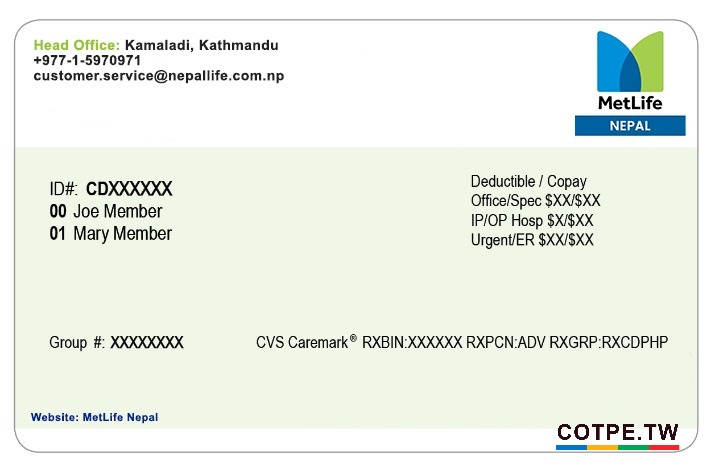 Head Office: Kamaladi, Kathmandu
+977-1-5970971
customer.service@nepallife.com.np
MetLife
NEPAL
ID#: CDXXXXXX
00 Joe Member
01 Mary Member
Deductible / Copay
Office/Spec $XX/$XX
IP/OP Hosp $X/$XX
Urgent/ER $XX/$XX
Group #: XXXXXXXX
CVS Caremark® RXBIN:XXXXXX RXPCN:ADV RXGRP:RXCDPHP
Website: MetLife Nepal
COTPE.TW